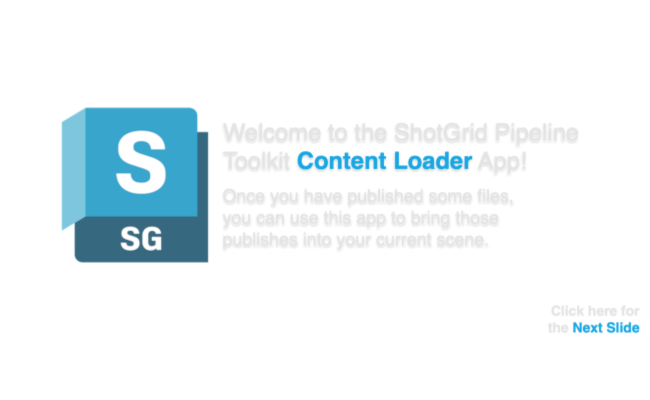 S
SG
Welcome to the ShotGrid Pipeline
Toolkit Content Loader App!
Once you have published some files,
you can use this app to bring those
publishes into your current scene.
Click here for
the Next Slide